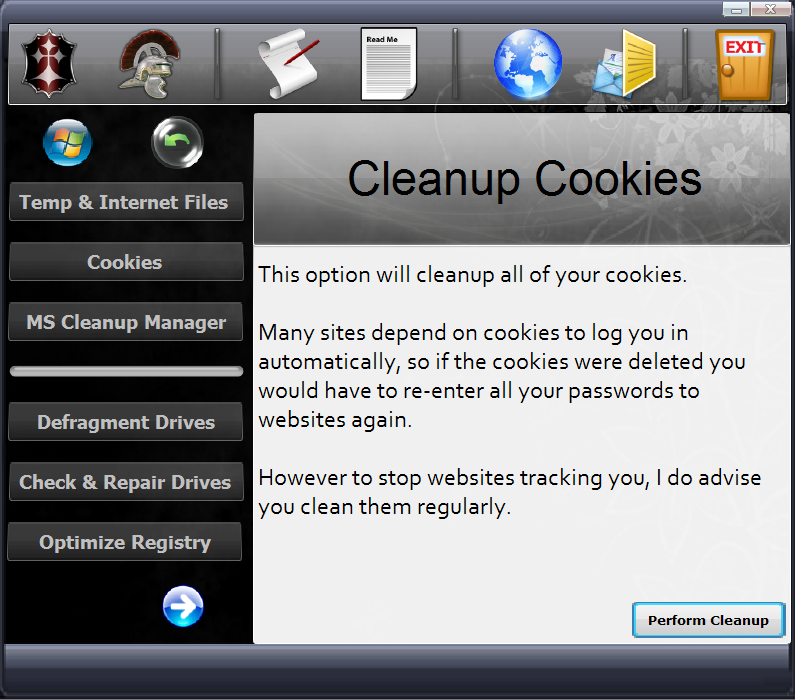 Read Me
EXIT
Temp & Internet Files
Cookies
MS Cleanup Manager
Defragment Drives
Check & Repair Drives
Optimize Registry
Cleanup Cookies
This option will cleanup all of your cookies.
Many sites depend on cookies to log you in
automatically, so if the cookies were deleted you
would have to re-enter all your passwords to
websites again.
However to stop websites tracking you, I do advise
you clean them regularly.
Perform Cleanup